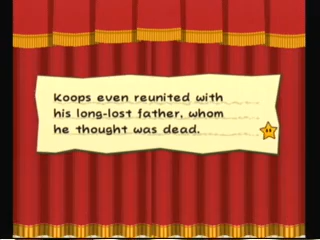 Koops even reunited with
his long-lost father, whom
he thought was dead.